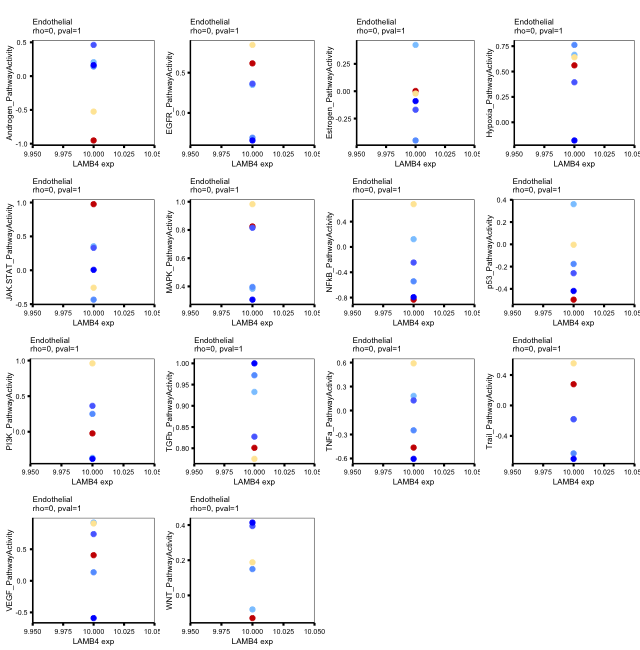 Endothelial
rho=0, pval=1
Androgen_PathwayActivity
0.5
0.0
-0.5
-1.0
9.950 9.975 10.000 10.025 10.05
LAMB4 exp
Endothelial
rho=0, pval=1
EGFR_PathwayActivity
0.5
0.0
9.950 9.975 10.000 10.025 10.05
LAMB4 exp
Endothelial
rho=0, pval=1
Estrogen_PathwayActivity
0.25
0.00
-0.25
9.950 9.975 10.000 10.025 10.05
LAMB4 exp
Endothelial
rho=0, pval=1
Hypoxia_PathwayActivity
0.75
0.50
0.25
0.00
9.950 9.975 10.000 10.025 10.05
LAMB4 exp
Endothelial
rho=0, pval=1
JAK.STAT_PathwayActivity
1.0
0.5
0.0
-0.5
9.950 9.975 10.000 10.025 10.05
LAMB4 exp
Endothelial
rho=0, pval=1
MAPK_PathwayActivity
1.0
0.8
0.6
0.4
9.950 9.975 10.000 10.025 10.05
LAMB4 exp
Endothelial
rho=0, pval=1
NFkB_PathwayActivity
0.4
0.0
-0.4
-0.8
9.950 9.975 10.000 10.025 10.05
LAMB4 exp
Endothelial
rho=0, pval=1
p53_PathwayActivity
0.4
0.2
0.0
-0.2
-0.4
9.950 9.975 10.000 10.025 10.05
LAMB4 exp
Endothelial
rho=0, pval=1
PI3K_PathwayActivity
1.0
0.5
0.0
9.950 9.975 10.000 10.025 10.05
LAMB4 exp
Endothelial
rho=0, pval=1
TGFb_PathwayActivity
1.00
0.95
0.90
0.85
0.80
9.950 9.975 10.000 10.025 10.05
LAMB4 exp
Endothelial
rho=0, pval=1
TNFa_PathwayActivity
0.6
0.3
0.0
-0.3
-0.6
9.950 9.975 10.000 10.025 10.05
LAMB4 exp
Endothelial
rho=0, pval=1
Trail_PathwayActivity
0.4
0.0
-0.4
9.950 9.975 10.000 10.025 10.05
LAMB4 exp
Endothelial
rho=0, pval=1
VEGF_PathwayActivity
0.5
0.0
-0.5
9.950 9.975 10.000 10.025 10.05
LAMB4 exp
Endothelial
rho=0, pval=1
WNT_PathwayActivity
0.4
0.2
0.0
9.950 9.975 10.000 10.025 10.050
LAMB4 exp